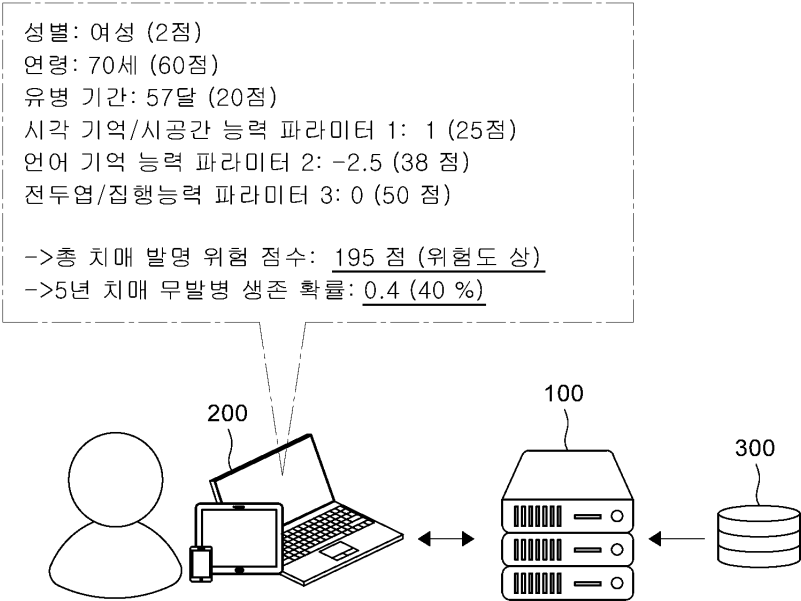 성별: 여성 (2점)
연령: 70세 (60점)
유병 기간: 57달 (20점)
시각 기억/시공간 능력 파라미터 1: 1 (25점)
언어 기억 능력 파라미터 2: -2.5 (38 점)
전두엽/집행능력 파라미터 3: 0 (50 점)
->총 치매 발명 위험 점수: 195 점 (위험도 상)
->5년 치매 무발병 생존 확률: 0.4 (40 %)
200
100
300